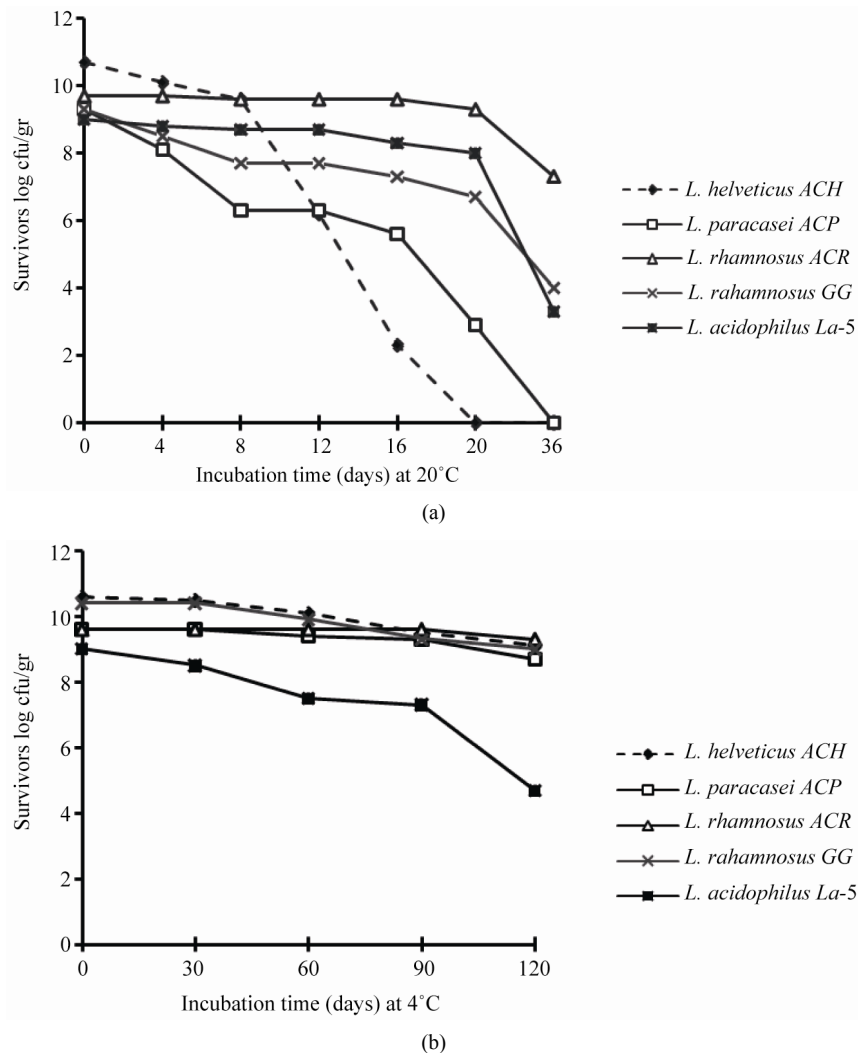 12
10
8
6
4
2
0
Survivors log cfu/gr
0 4 8 12 16 20 36
Incubation time (days) at 20˚C
L. helveticus ACH
L. paracasei ACP
L. rhamnosus ACR
L. rahamnosus GG
L. acidophilus La-5
(a)
12
10
8
6
4
2
0
Survivors log cfu/gr
0 30 60 90 120
Incubation time (days) at 4˚C
L. helveticus ACH
L. paracasei ACP
L. rhamnosus ACR
L. rahamnosus GG
L. acidophilus La-5
(b)